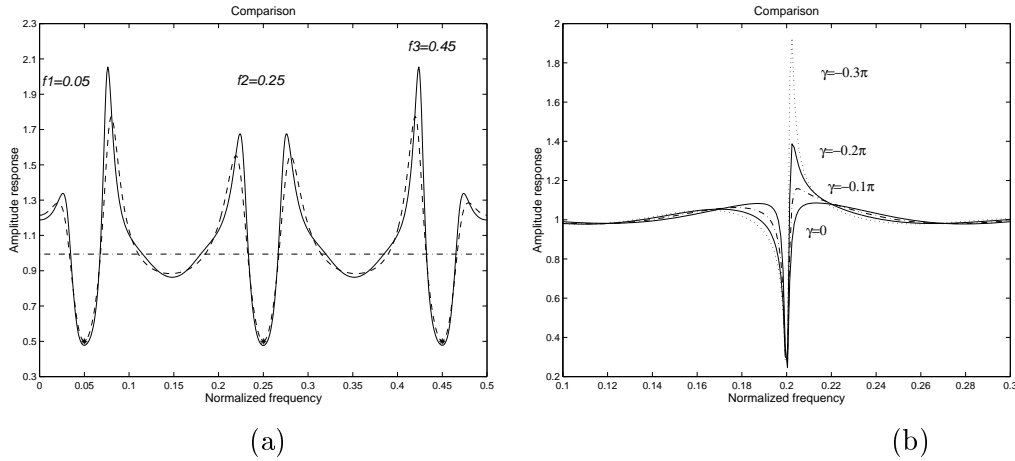 Comparison
2.3
2.1
1.9
1.7
1.5
1.3
1.1
0.9
0.7
0.5
0.3
Amplitude response
f1=0.05
f2=0.25
f3=0.45
0 0.05 0.1 0.15 0.2 0.25 0.3 0.35 0.4 0.45 0.5
Normalized frequency
(a)
Comparison
2
1.8
1.6
1.4
1.2
1
0.8
0.6
0.4
0.2
Amplitude response
γ=−0.3π
γ=−0.2π
γ=−0.1π
γ=0
0.1 0.12 0.14 0.16 0.18 0.2 0.22 0.24 0.26 0.28 0.3
Normalized frequency
(b)